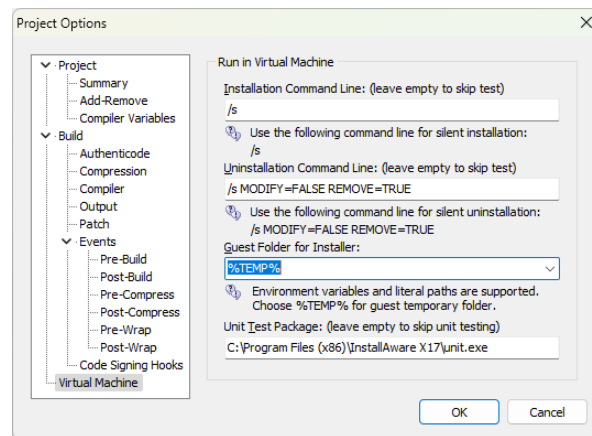 Project Options
Project
Summary
Add-Remove
Compiler Variables
Build
Authenticode
Compression
Compiler
Output
Patch
Events
Pre-Build
Post-Build
Pre-Compress
Post-Compress
Pre-Wrap
Post-Wrap
Code Signing Hooks
Virtual Machine
Run in Virtual Machine
Installation Command Line: (leave empty to skip test)
/s
Use the following command line for silent installation:
/s
Uninstallation Command Line: (leave empty to skip test)
/s MODIFY=FALSE REMOVE=TRUE
Use the following command line for silent uninstallation:
/s MODIFY=FALSE REMOVE=TRUE
Guest Folder for Installer:
%TEMP%
Environment variables and literal paths are supported.
Choose %TEMP% for guest temporary folder.
Unit Test Package: (leave empty to skip unit testing)
C:\Program Files (x86)\InstallAware X17\unit.exe
OK
Cancel